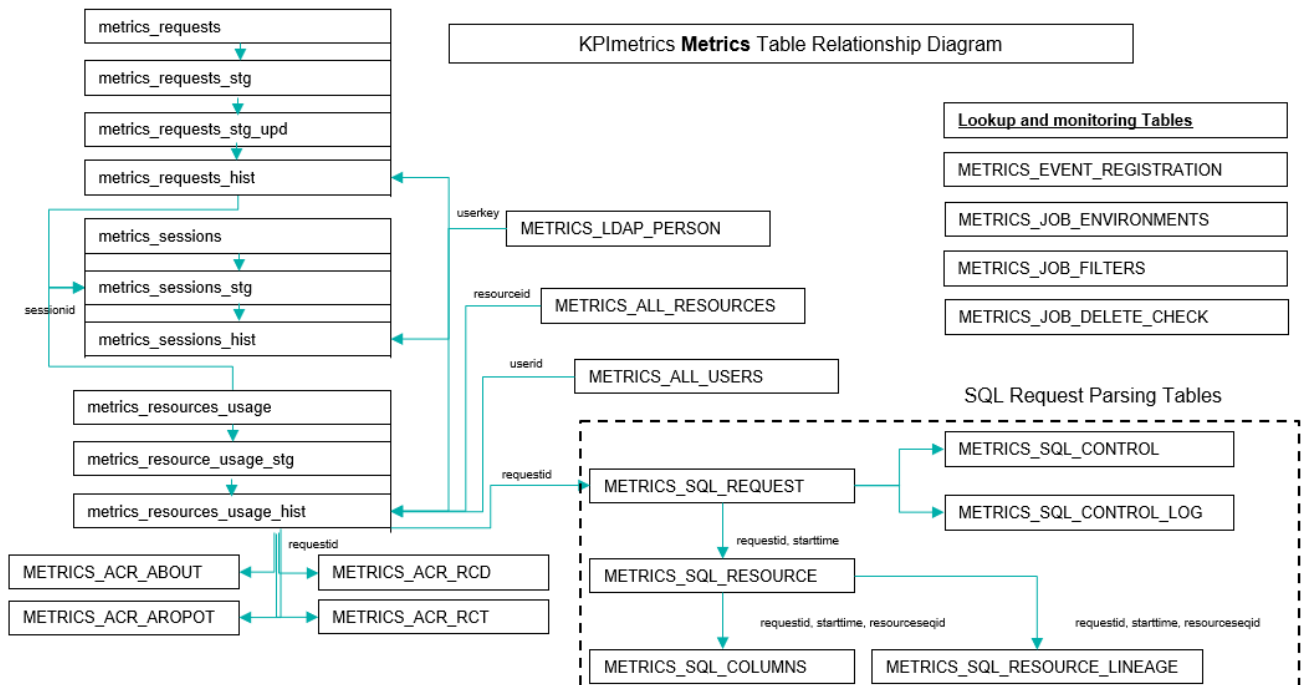 metrics_requests
KPImetrics Metrics Table Relationship Diagram
metrics_requests_stg
metrics_requests_stg_upd
metrics_requests_hist
Lookup and monitoring Tables
METRICS_EVENT_REGISTRATION
METRICS_JOB_ENVIRONMENTS
METRICS_JOB_FILTERS
METRICS_JOB_DELETE_CHECK
userkey
METRICS_LDAP_PERSON
metrics_sessions
metrics_sessions_stg
sessionid
metrics_sessions_hist
resourceid
METRICS_ALL_RESOURCES
userid
METRICS_ALL_USERS
metrics_resources_usage
metrics_resource_usage_stg
metrics_resources_usage_hist
requestid
METRICS_ACR_ABOUT
METRICS_ACR_RCD
METRICS_ACR_AROPOT
METRICS_ACR_RCT
SQL Request Parsing Tables
requestid
METRICS_SQL_REQUEST
METRICS_SQL_CONTROL
METRICS_SQL_CONTROL_LOG
requestid, starttime
METRICS_SQL_RESOURCE
requestid, starttime, resourceseqid
requestid, starttime, resourceseqid
METRICS_SQL_COLUMNS
METRICS_SQL_RESOURCE_LINEAGE